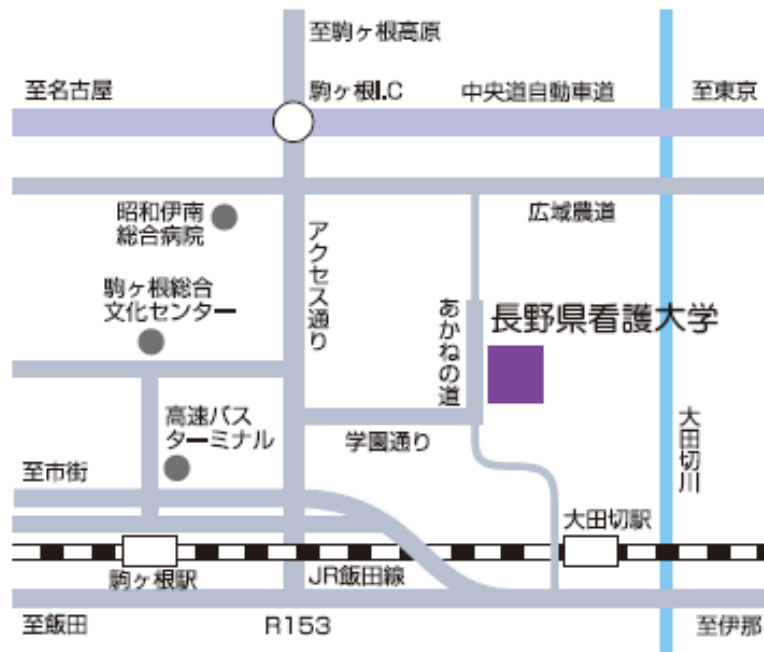 至駒ヶ根高原
至名古屋
駒ヶ根I.C
中央道自動車道
至東京
昭和伊南
総合病院
広域農道
アクセス通り
駒ヶ根総合
文化センター
あかねの道
長野県看護大学
高速バス
ターミナル
学園通り
大田切川
至市街
大田切駅
駒ヶ根駅
JR飯田線
至飯田
R153
至伊那